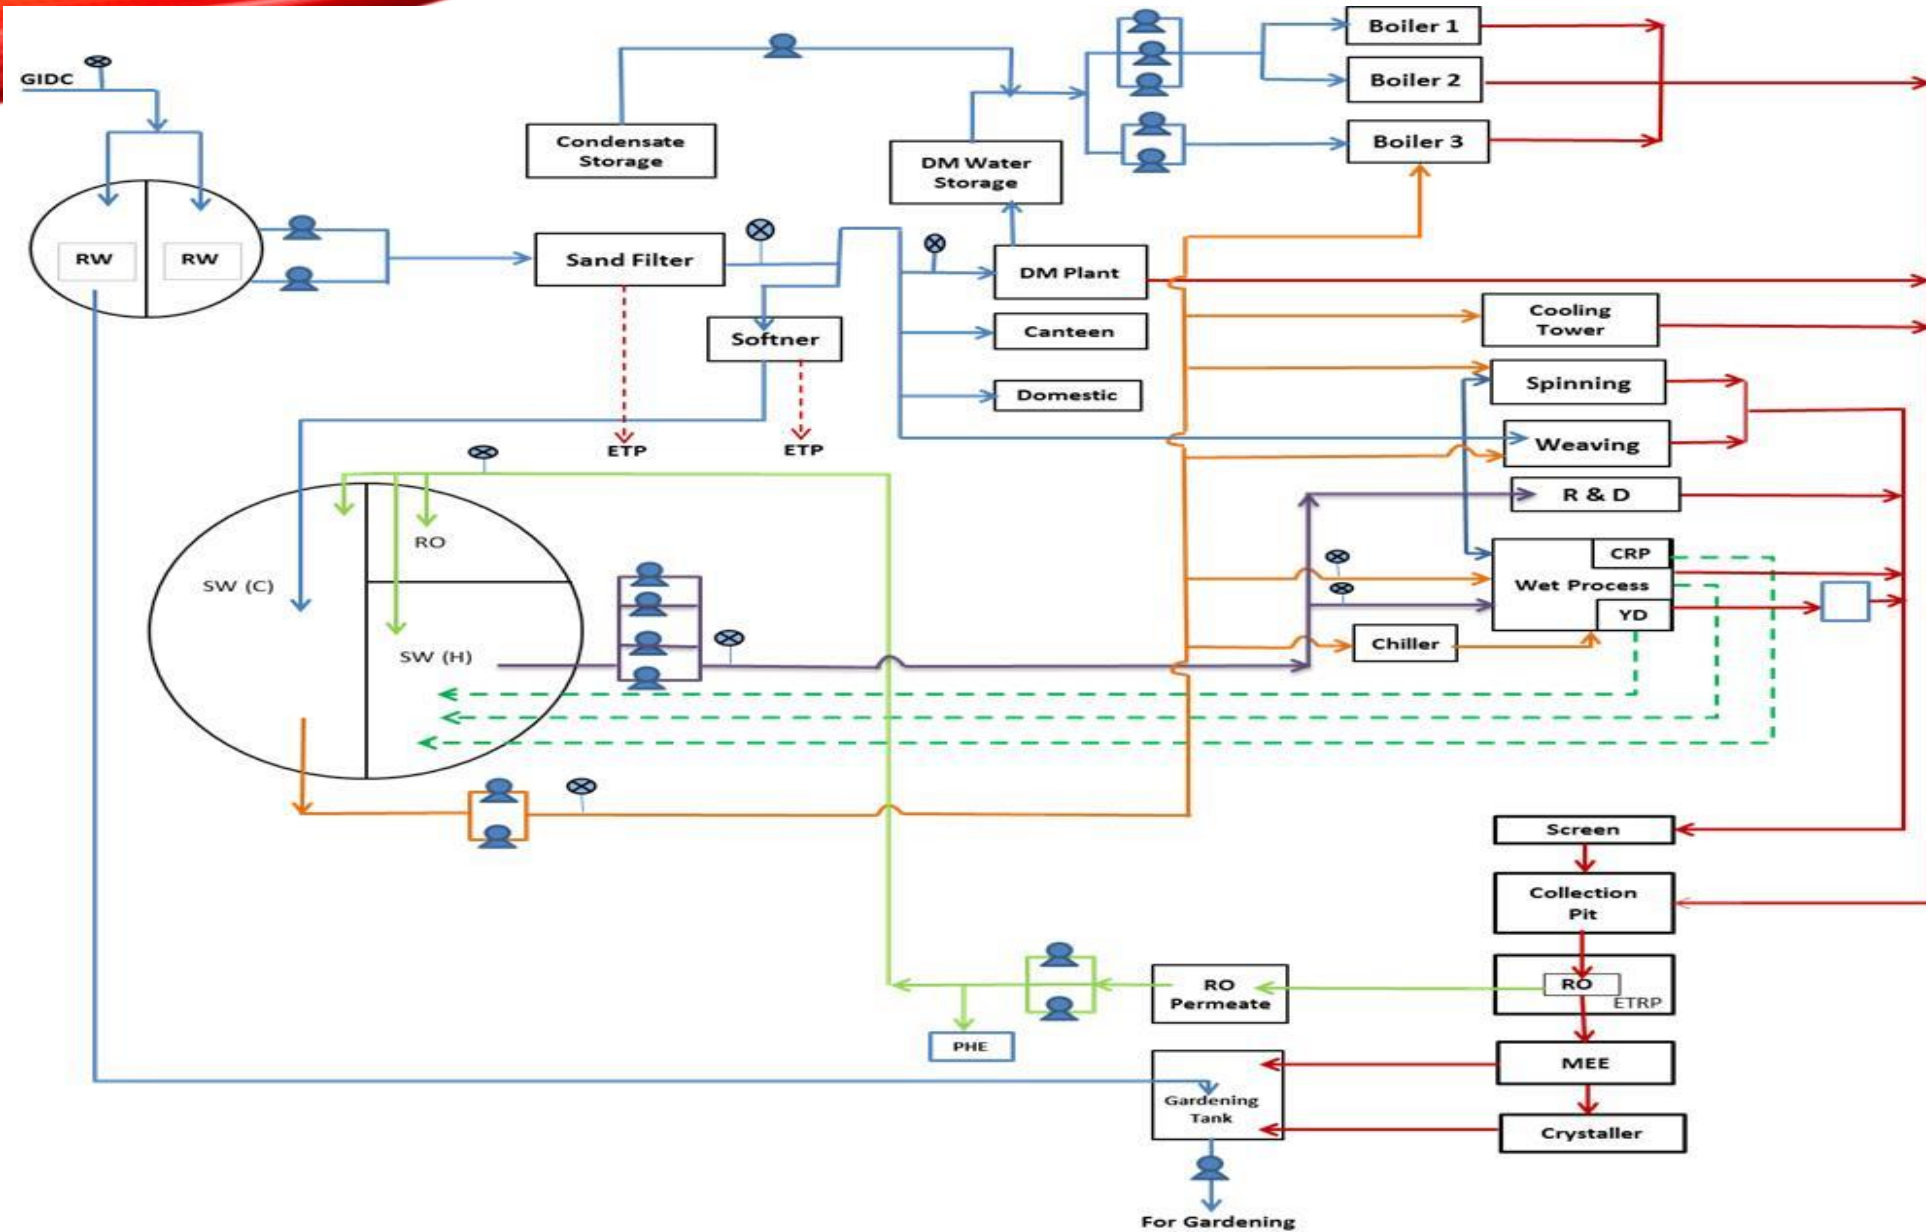 Boiler 1
GIDC
Boiler 2
Condensate
Storage
Boiler 3
DM Water
Storage
RW
RW
Sand Filter
DM Plant
Cooling
Tower
Softner
Canteen
Spinning
Domestic
Weaving
ETP
ETP
R & D
RO
CRP
SW (C)
Wet Process
YD
SW (H)
Chiller
Screen
Collection
Pit
RO
Permeate
RO
ETRP
PHE
MEE
Gardening
Tank
Crystaller
For Gardening